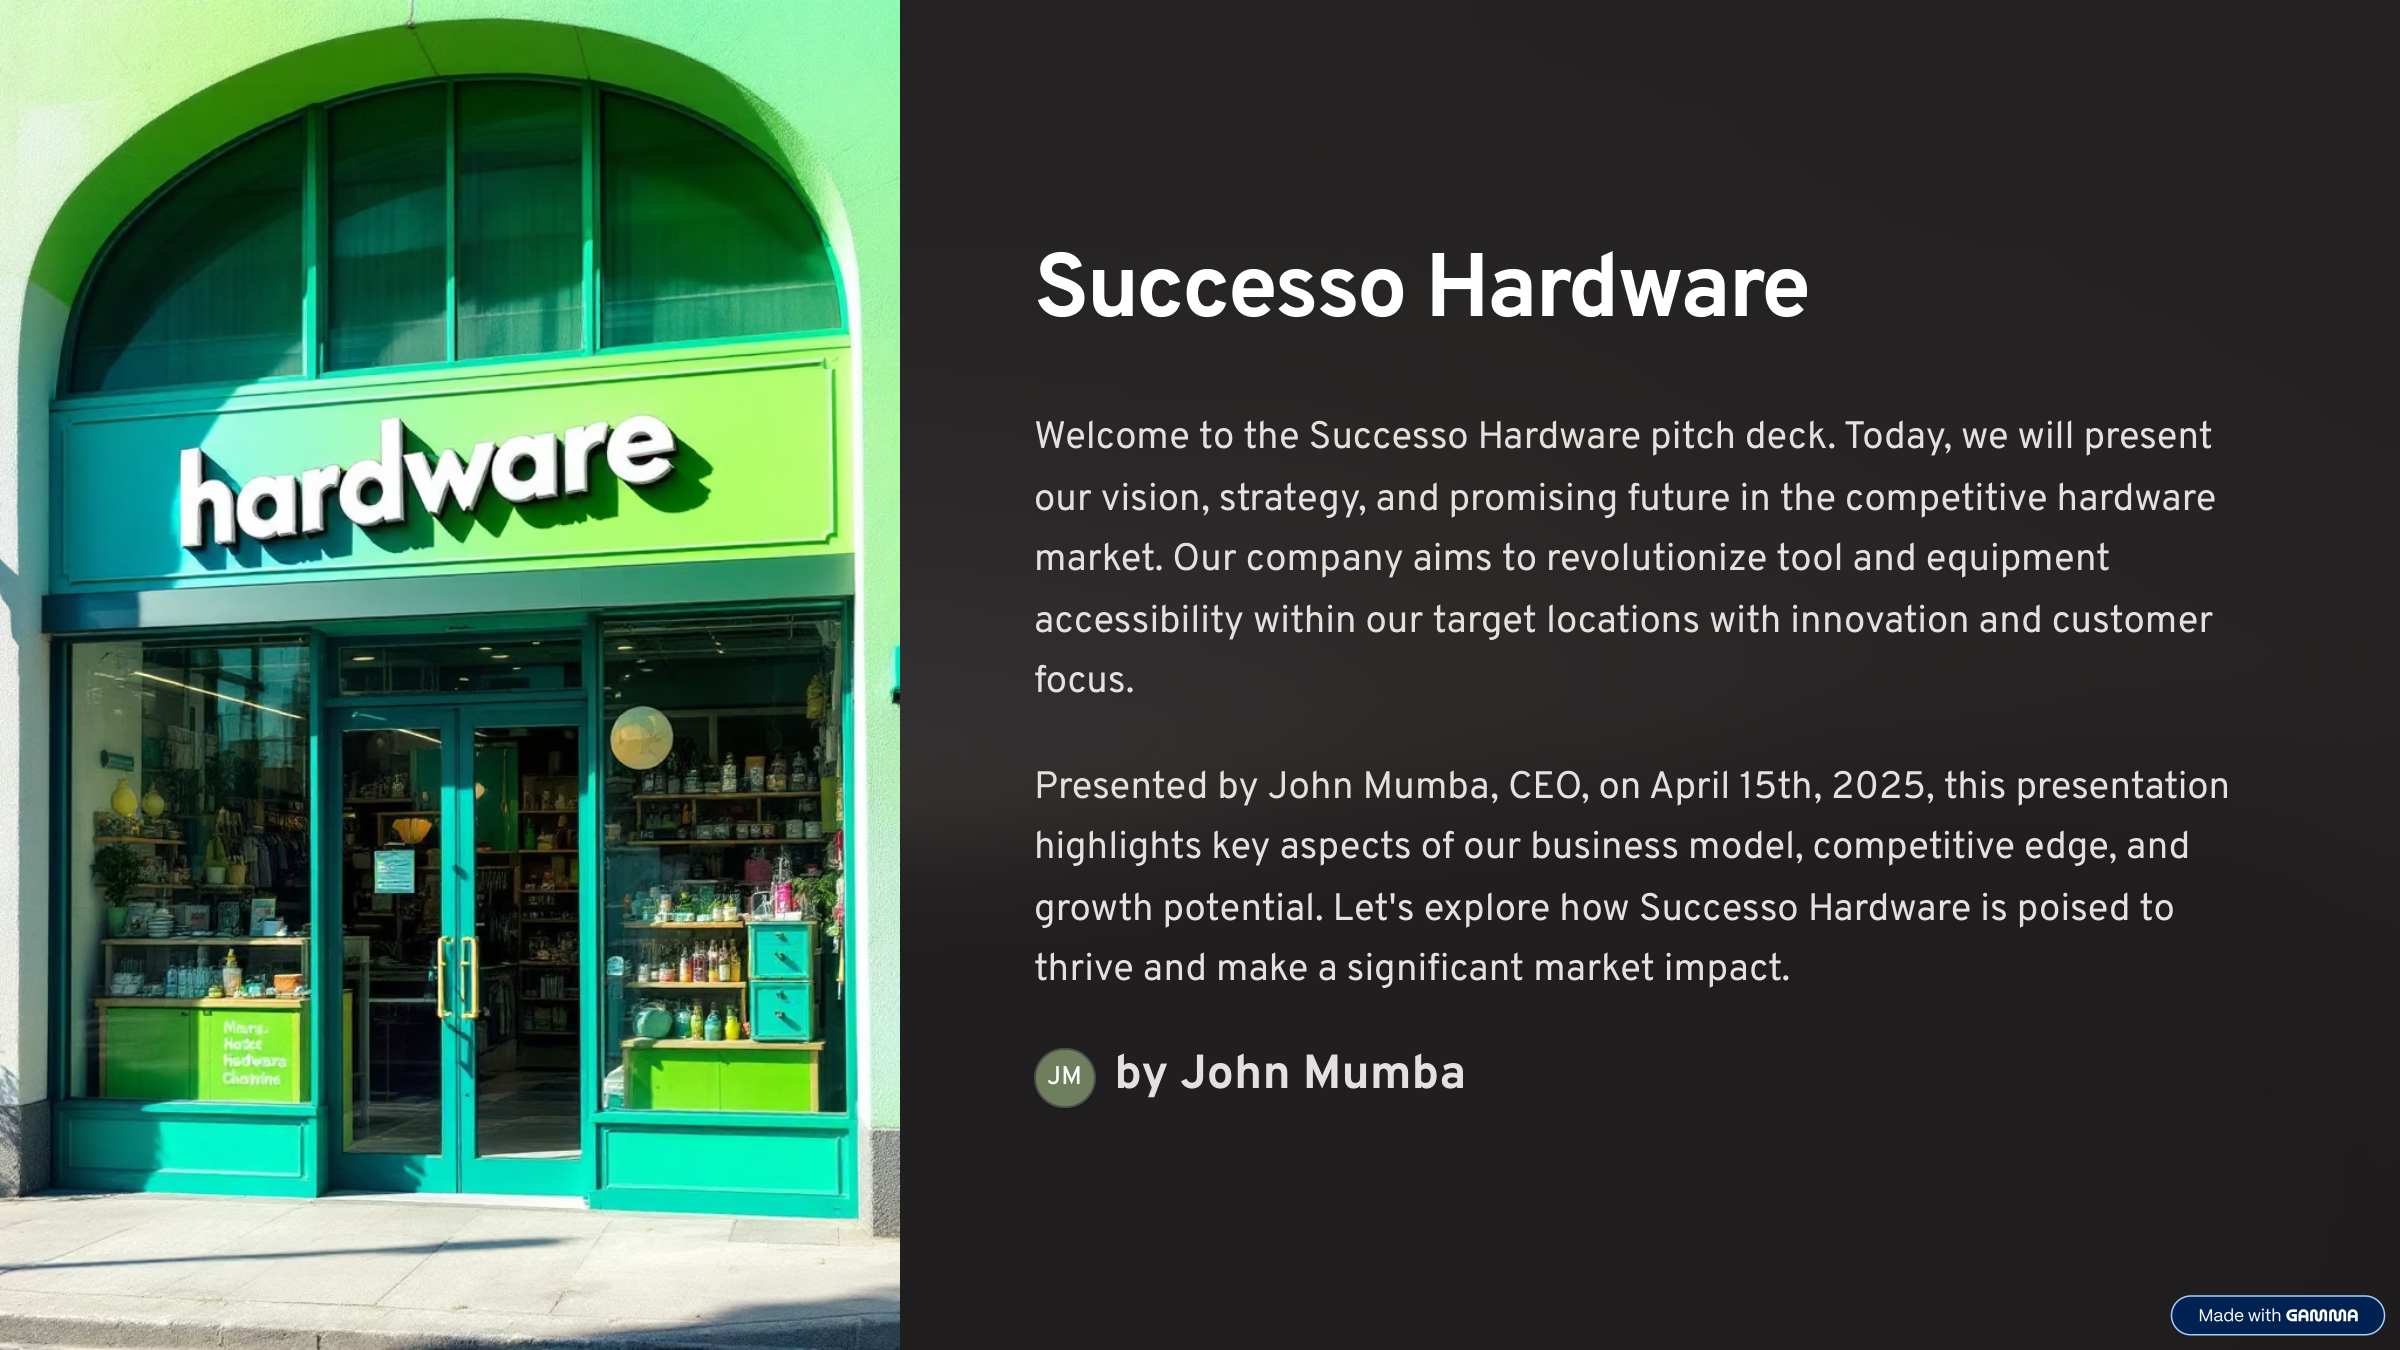 hardware
Successo Hardware
Welcome to the Successo Hardware pitch deck. Today, we will present
our vision, strategy, and promising future in the competitive hardware
market. Our company aims to revolutionize tool and equipment
accessibility within our target locations with innovation and customer
focus.
Presented by John Mumba, CEO, on April 15th, 2025, this presentation
highlights key aspects of our business model, competitive edge, and
growth potential. Let's explore how Successo Hardware is poised to
thrive and make a significant market impact.
JM by John Mumba
Made with GAMMA